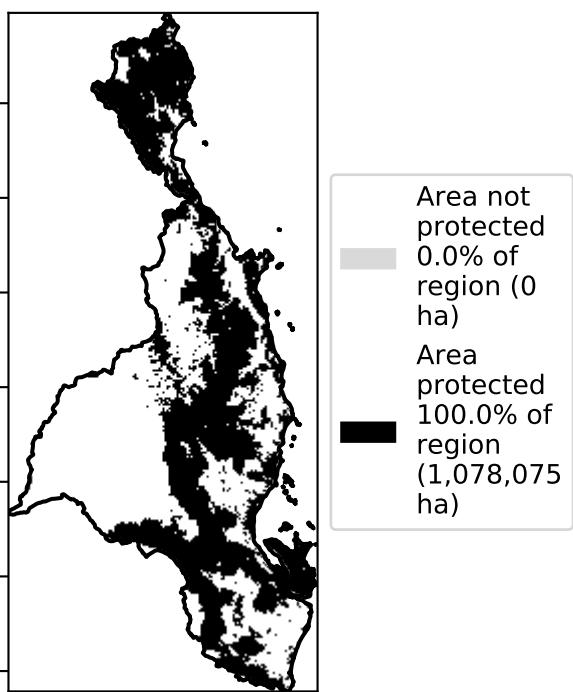 Area not
protected
0.0% of
region (0
ha)
Area
protected
100.0% of
region
(1,078,075
ha)